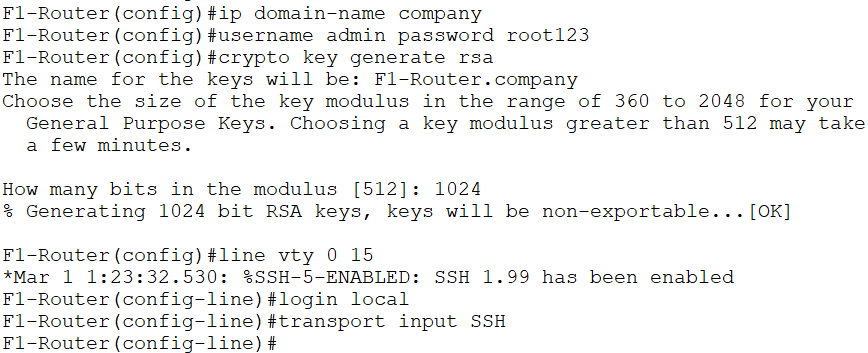 F1-Router(config)#ip domain-name company
F1-Router(config)#username admin password root123
F1-Router(config)#crypto key generate rsa
The name for the keys will be: F1-Router.company
Choose the size of the key modulus in the range of 360 to 2048 for your
  General Purpose Keys. Choosing a key modulus greater than 512 may take
  a few minutes.

How many bits in the modulus [512]: 1024
% Generating 1024 bit RSA keys, keys will be non-exportable...[OK]

F1-Router(config)#line vty 0 15
*Mar 1 1:23:32.530: %SSH-5-ENABLED: SSH 1.99 has been enabled
F1-Router(config-line)#login local
F1-Router(config-line)#transport input SSH
F1-Router(config-line)#